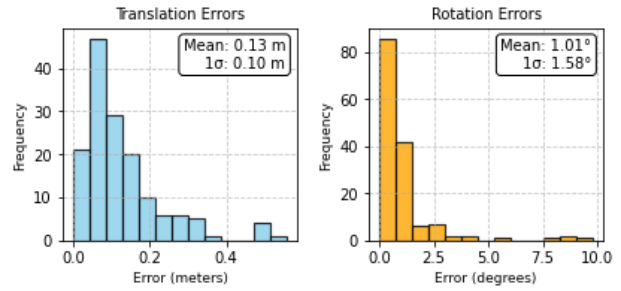 Translation Errors
Mean: 0.13 m
1σ: 0.10 m
Frequency
40
30
20
10
0
0.0 0.2 0.4
Error (meters)
Rotation Errors
Mean: 1.01°
1σ: 1.58°
Frequency
80
60
40
20
0
0.0 2.5 5.0 7.5 10.0
Error (degrees)